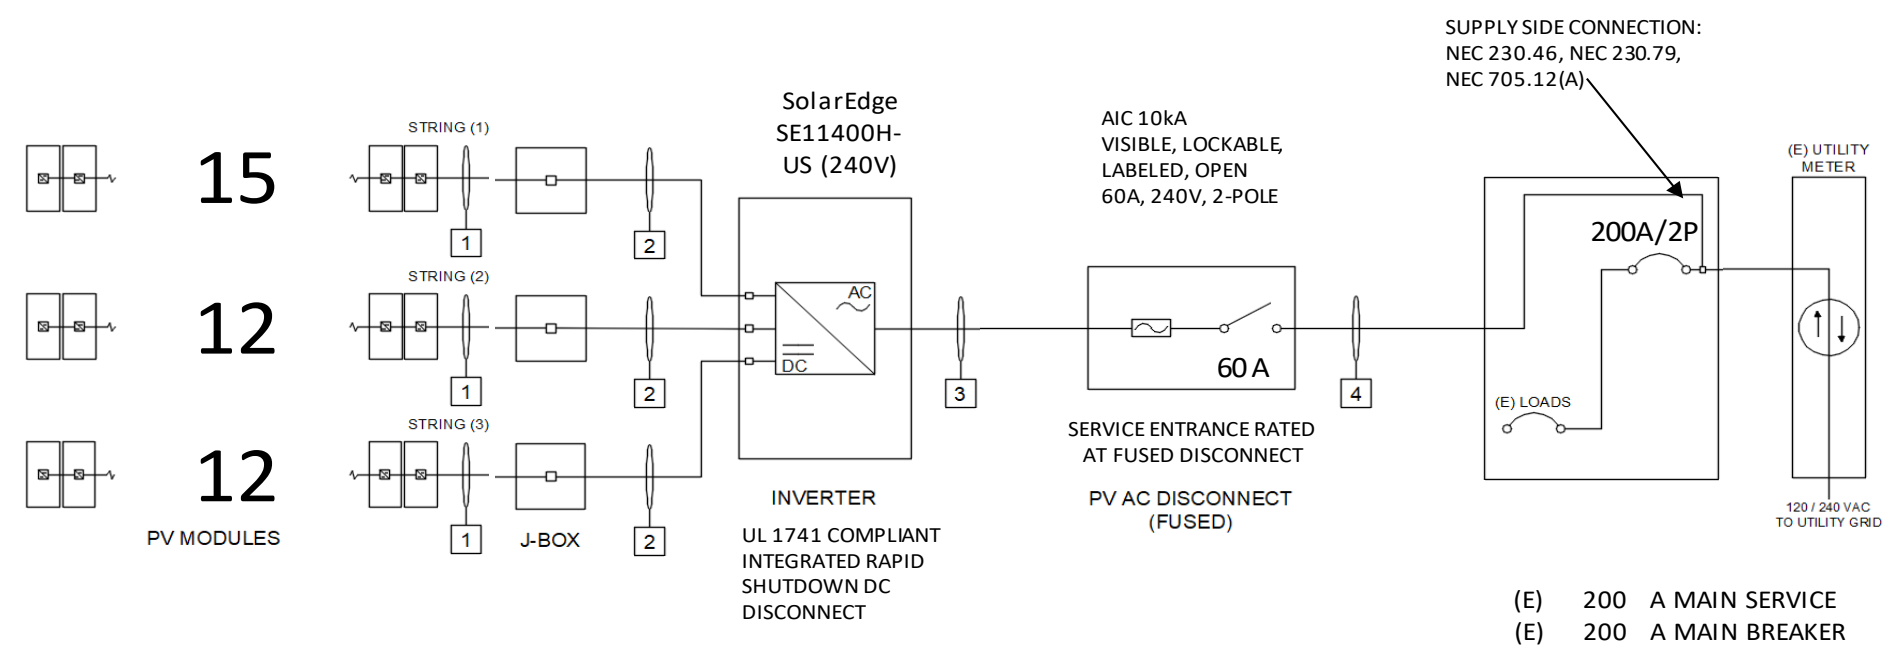 SUPPLY SIDE CONNECTION:
NEC 230.46, NEC 230.79,
NEC 705.12(A)
SolarEdge
SE11400H-
US (240V)
AIC 10kA
VISIBLE, LOCKABLE,
LABELED, OPEN
60A, 240V, 2-POLE
(E) UTILITY
METER
STRING (1)
15
1
2
200A/2P
STRING (2)
12
1
2
AC
DC
3
60 A
4
(E) LOADS
STRING (3)
12
1
2
PV MODULES
J-BOX
INVERTER
UL 1741 COMPLIANT
INTEGRATED RAPID
SHUTDOWN DC
DISCONNECT
SERVICE ENTRANCE RATED
AT FUSED DISCONNECT
PV AC DISCONNECT
(FUSED)
120 / 240 VAC
TO UTILITY GRID
(E) 200 A MAIN SERVICE
(E) 200 A MAIN BREAKER